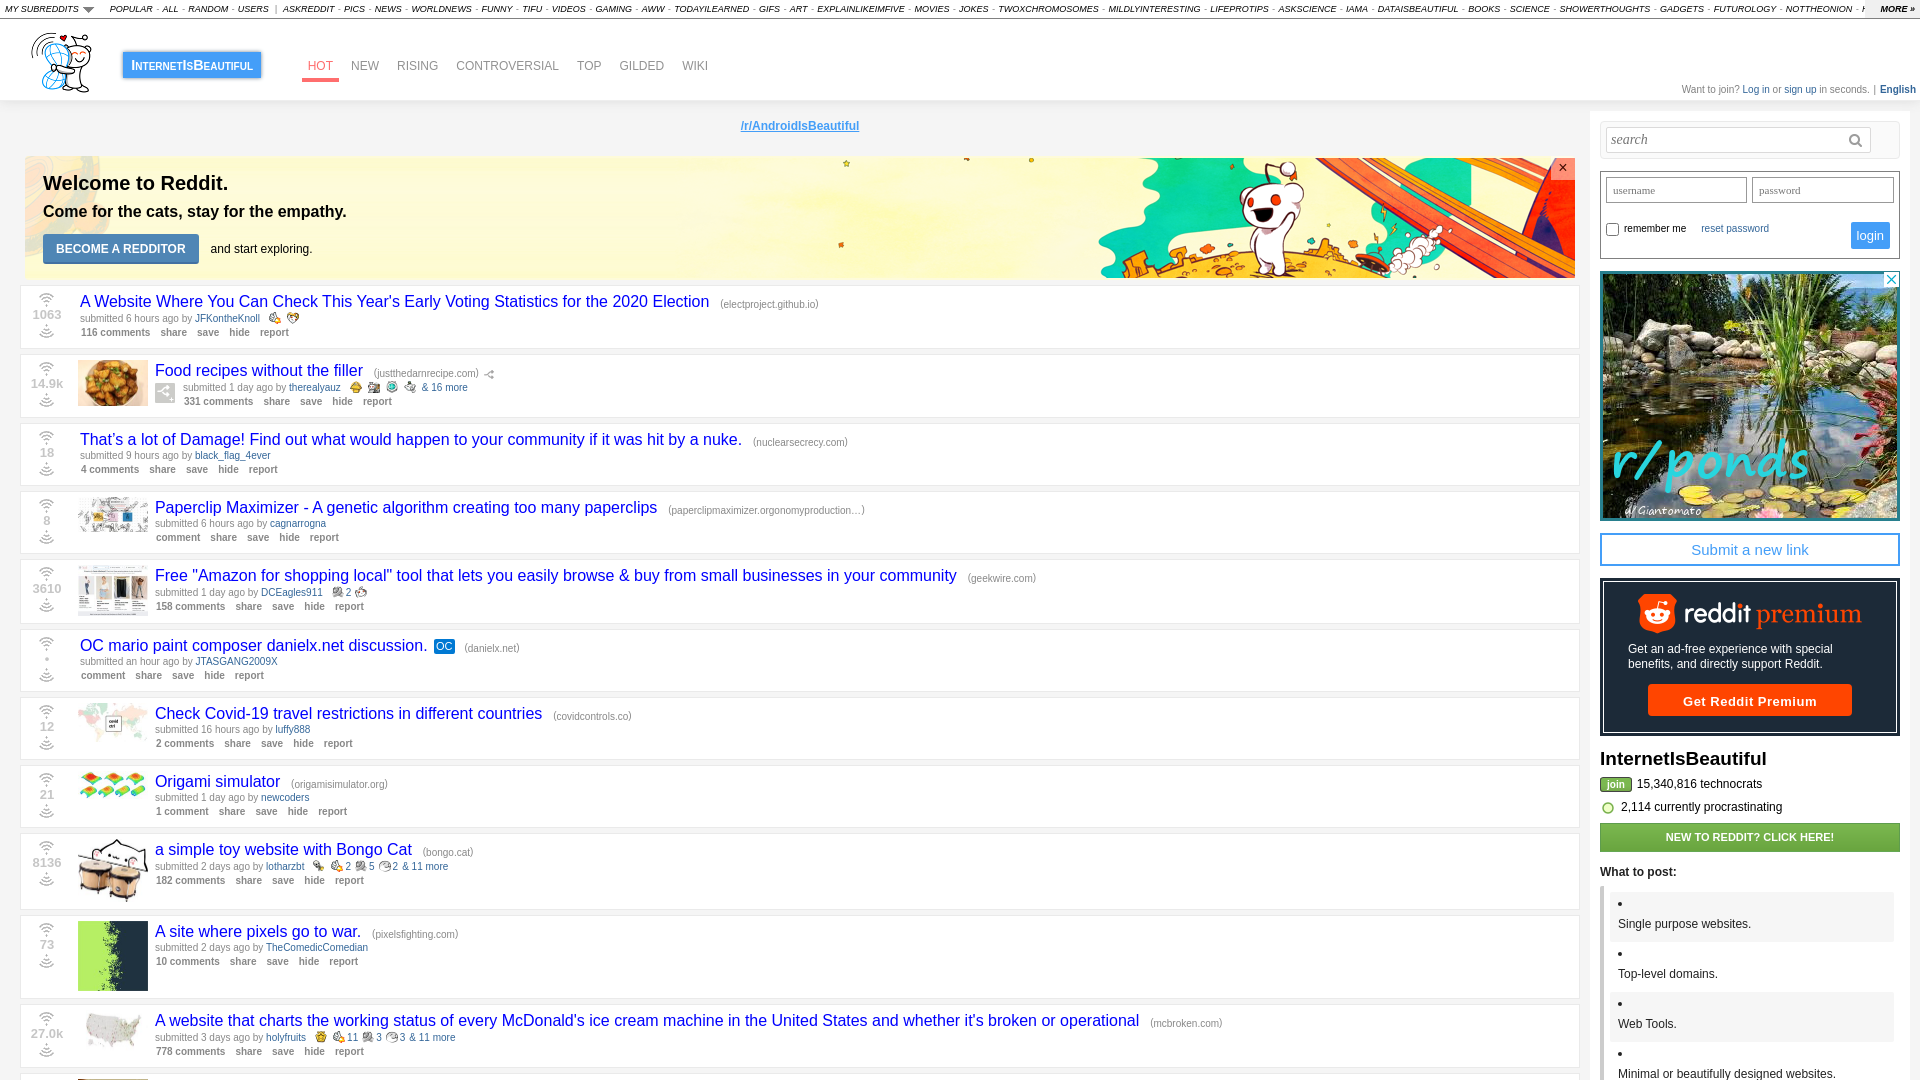 MY SUBREDDITS POPULAR - ALL - RANDOM - USERS | ASKREDDIT - PICS - NEWS - WORLDNEWS - FUNNY - TIFU - VIDEOS - GAMING - AWW - TODAYILEARNED - GIFS - ART - EXPLAINLIKEIMFIVE - MOVIES - JOKES - TWOXCHROMOSOMES - MILDLYINTERESTING - LIFEPROTIPS - ASKSCIENCE - IAMA - DATAISBEAUTIFUL - BOOKS - SCIENCE - SHOWERTHOUGHTS - GADGETS - FUTUROLOGY - NOTTHEONION - MORE »
INTERNETISBEAUTIFUL HOT NEW RISING CONTROVERSIAL TOP GILDED WIKI
Want to join? Log in or sign up in seconds. | English
/r/AndroidIsBeautiful
Welcome to Reddit.
Come for the cats, stay for the empathy.
BECOME A REDDITOR and start exploring.
×
1063
A Website Where You Can Check This Year's Early Voting Statistics for the 2020 Election (electproject.github.io)
submitted 6 hours ago by JFKontheKnoll
116 comments share save hide report
14.9k
Food recipes without the filler (justthedarnrecipe.com)
submitted 1 day ago by therealyauz & 16 more
331 comments share save hide report
18
That’s a lot of Damage! Find out what would happen to your community if it was hit by a nuke. (nuclearsecrecy.com)
submitted 9 hours ago by black_flag_4ever
4 comments share save hide report
8
Paperclip Maximizer - A genetic algorithm creating too many paperclips (paperclipmaximizer.orgonomyproduction…)
submitted 6 hours ago by cagnarrogna
comment share save hide report
3610
Free "Amazon for shopping local" tool that lets you easily browse & buy from small businesses in your community (geekwire.com)
submitted 1 day ago by DCEagles911 2
158 comments share save hide report
•
OC mario paint composer danielx.net discussion. OC (danielx.net)
submitted an hour ago by JTASGANG2009X
comment share save hide report
12
Check Covid-19 travel restrictions in different countries (covidcontrols.co)
submitted 16 hours ago by luffy888
2 comments share save hide report
21
Origami simulator (origamisimulator.org)
submitted 1 day ago by newcoders
1 comment share save hide report
8136
a simple toy website with Bongo Cat (bongo.cat)
submitted 2 days ago by lotharzbt 2 5 2 & 11 more
182 comments share save hide report
73
A site where pixels go to war. (pixelsfighting.com)
submitted 2 days ago by TheComedicComedian
10 comments share save hide report
27.0k
A website that charts the working status of every McDonald's ice cream machine in the United States and whether it's broken or operational (mcbroken.com)
submitted 3 days ago by holyfruits 11 3 3 & 11 more
778 comments share save hide report
search
username password
remember me reset password login
r/ponds
u/Giantomato
Submit a new link
reddit premium
Get an ad-free experience with special
benefits, and directly support Reddit.
Get Reddit Premium
InternetIsBeautiful
join 15,340,816 technocrats
2,114 currently procrastinating
NEW TO REDDIT? CLICK HERE!
What to post:
•
Single purpose websites.
•
Top-level domains.
•
Web Tools.
•
Minimal or beautifully designed websites.